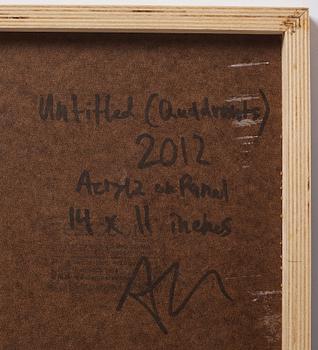 Untitled (Quadrants)
2012
Acrylic on Panel
14 x 11 inches